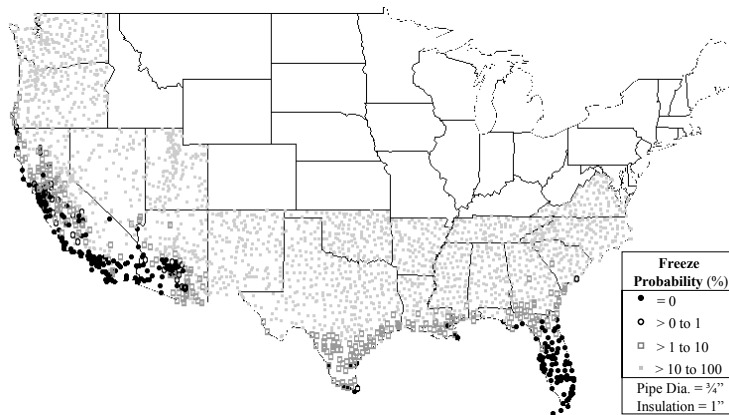 Freeze
Probability (%)
= 0
> 0 to 1
> 1 to 10
> 10 to 100
Pipe Dia. = ¾”
Insulation = 1”